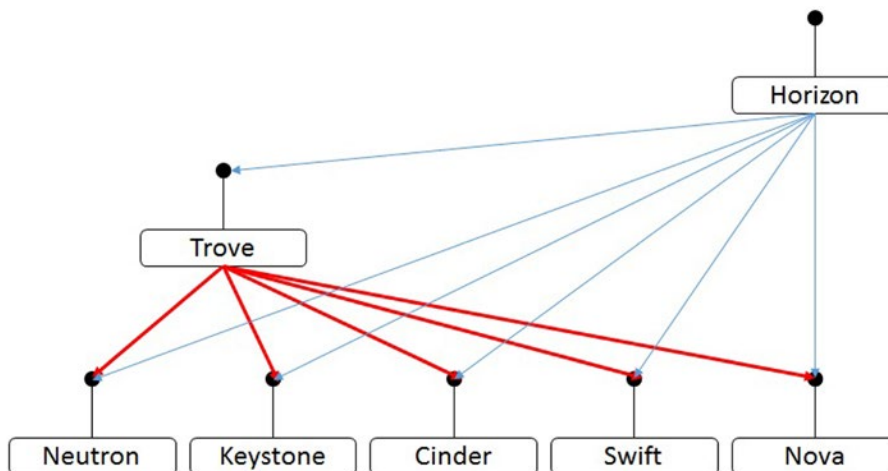 Horizon
Trove
Neutron
Keystone
Cinder
Swift
Nova